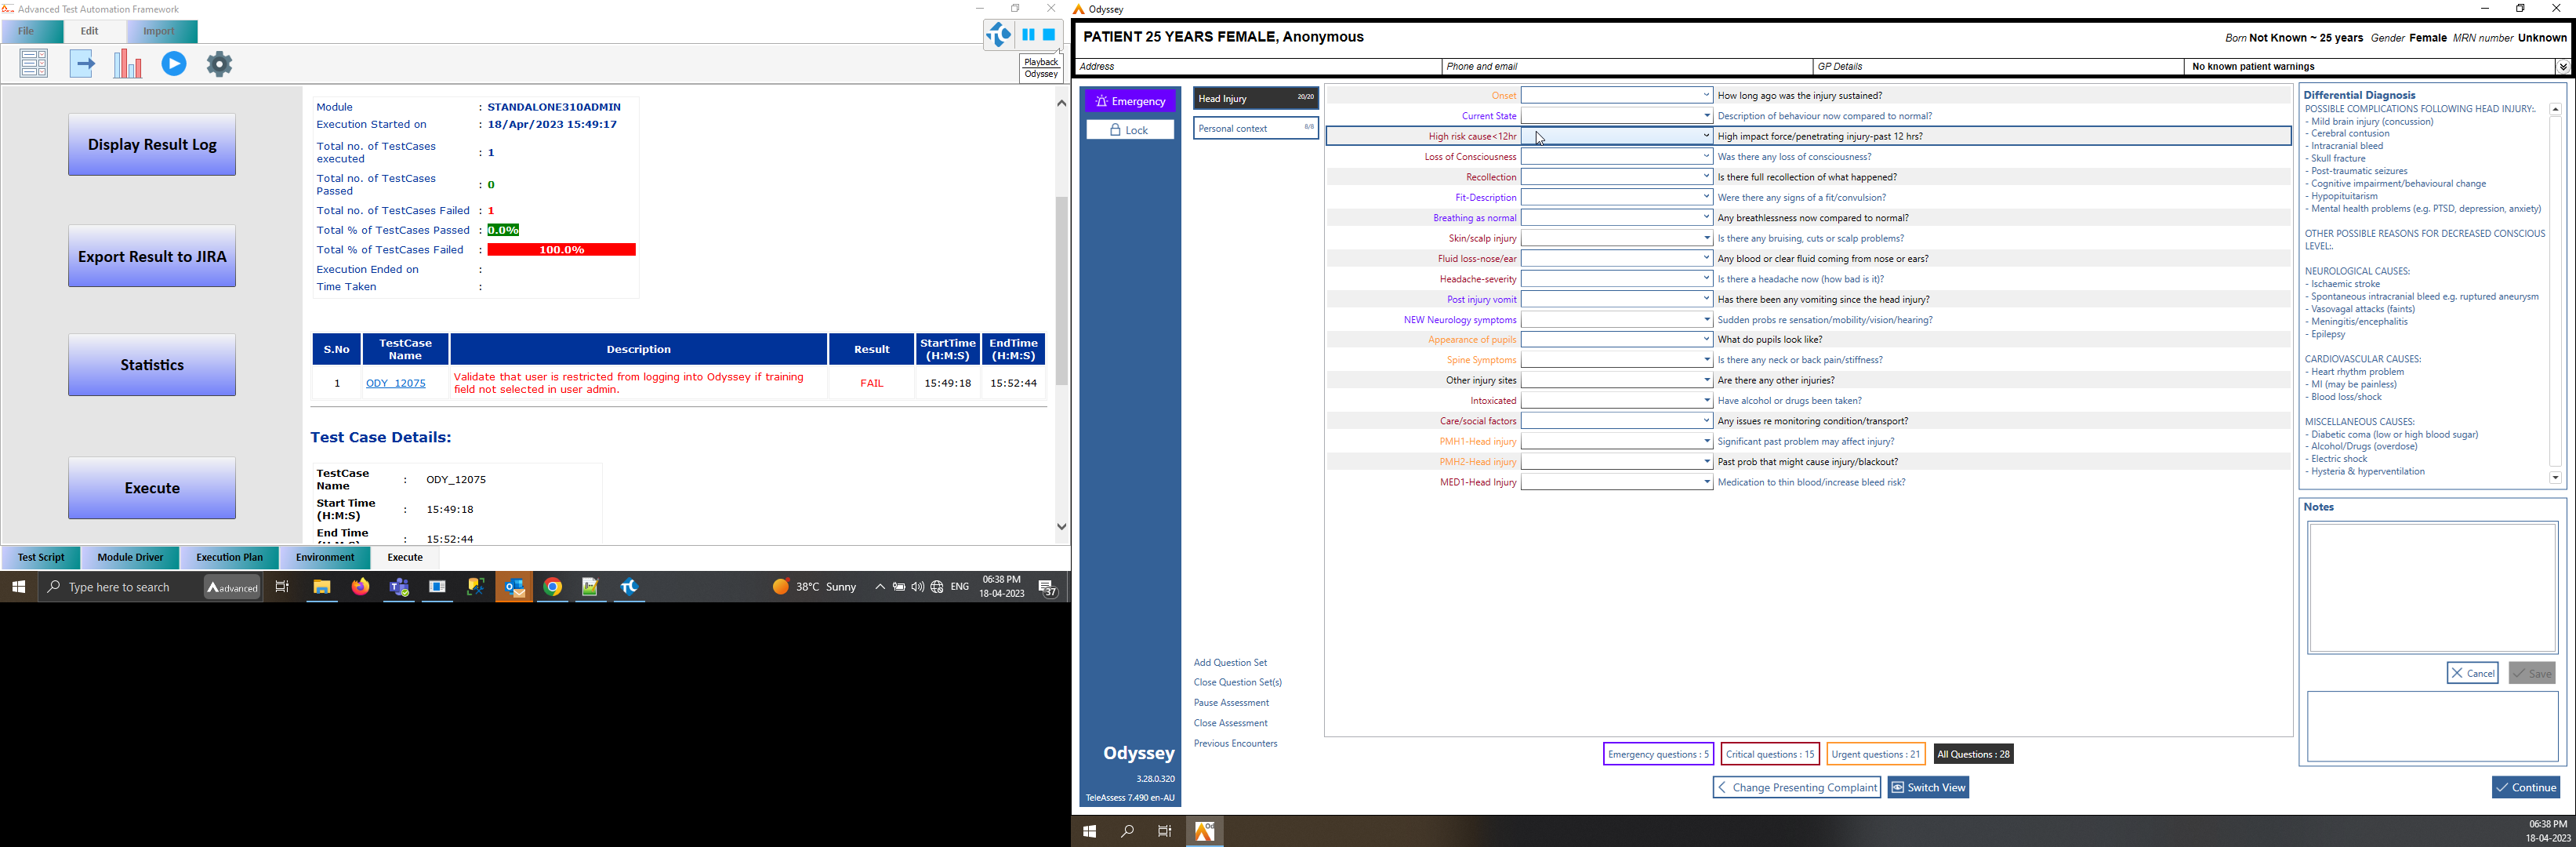 Advanced Test Automation Framework
File
Edit
Import
Playback
Odyssey
Display Result Log
Export Result to JIRA
Statistics
Execute
Module : STANDALONE310ADMIN
Execution Started on : 18/Apr/2023 15:49:17
Total no. of TestCases executed : 1
Total no. of TestCases Passed : 0
Total no. of TestCases Failed : 1
Total % of TestCases Passed : 0.0%
Total % of TestCases Failed : 100.0%
Execution Ended on :
Time Taken :
S.No TestCase Name Description Result StartTime (H:M:S) EndTime (H:M:S)
1 ODY_12075 Validate that user is restricted from logging into Odyssey if training field not selected in user admin. FAIL 15:49:18 15:52:44
Test Case Details:
TestCase Name : ODY_12075
Start Time (H:M:S) : 15:49:18
End Time : 15:52:44
Test Script Module Driver Execution Plan Environment Execute
Type here to search
advanced
38°C Sunny
ENG
06:38 PM
18-04-2023
37
Odyssey
PATIENT 25 YEARS FEMALE, Anonymous
Born Not Known ~ 25 years Gender Female MRN number Unknown
Address
Phone and email
GP Details
No known patient warnings
Emergency
Lock
Head Injury 20/20
Personal context 8/8
Onset How long ago was the injury sustained?
Current State Description of behaviour now compared to normal?
High risk cause<12hr High impact force/penetrating injury-past 12 hrs?
Loss of Consciousness Was there any loss of consciousness?
Recollection Is there full recollection of what happened?
Fit-Description Were there any signs of a fit/convulsion?
Breathing as normal Any breathlessness now compared to normal?
Skin/scalp injury Is there any bruising, cuts or scalp problems?
Fluid loss-nose/ear Any blood or clear fluid coming from nose or ears?
Headache-severity Is there a headache now (how bad is it)?
Post injury vomit Has there been any vomiting since the head injury?
NEW Neurology symptoms Sudden probs re sensation/mobility/vision/hearing?
Appearance of pupils What do pupils look like?
Spine Symptoms Is there any neck or back pain/stiffness?
Other injury sites Are there any other injuries?
Intoxicated Have alcohol or drugs been taken?
Care/social factors Any issues re monitoring condition/transport?
PMH1-Head injury Significant past problem may affect injury?
PMH2-Head injury Past prob that might cause injury/blackout?
MED1-Head Injury Medication to thin blood/increase bleed risk?
Add Question Set
Close Question Set(s)
Pause Assessment
Close Assessment
Previous Encounters
Odyssey
3.28.0.320
TeleAssess 7.490 en-AU
Emergency questions : 5
Critical questions : 15
Urgent questions : 21
All Questions : 28
Change Presenting Complaint
Switch View
Differential Diagnosis
POSSIBLE COMPLICATIONS FOLLOWING HEAD INJURY:.
- Mild brain injury (concussion)
- Cerebral contusion
- Intracranial bleed
- Skull fracture
- Post-traumatic seizures
- Cognitive impairment/behavioural change
- Hypopituitarism
- Mental health problems (e.g. PTSD, depression, anxiety)
OTHER POSSIBLE REASONS FOR DECREASED CONSCIOUS
LEVEL:.
NEUROLOGICAL CAUSES:
- Ischaemic stroke
- Spontaneous intracranial bleed e.g. ruptured aneurysm
- Vasovagal attacks (faints)
- Meningitis/encephalitis
- Epilepsy
CARDIOVASCULAR CAUSES:
- Heart rhythm problem
- MI (may be painless)
- Blood loss/shock
MISCELLANEOUS CAUSES:
- Diabetic coma (low or high blood sugar)
- Alcohol/Drugs (overdose)
- Electric shock
- Hysteria & hyperventilation
Notes
Cancel
Save
Continue
06:38 PM
18-04-2023